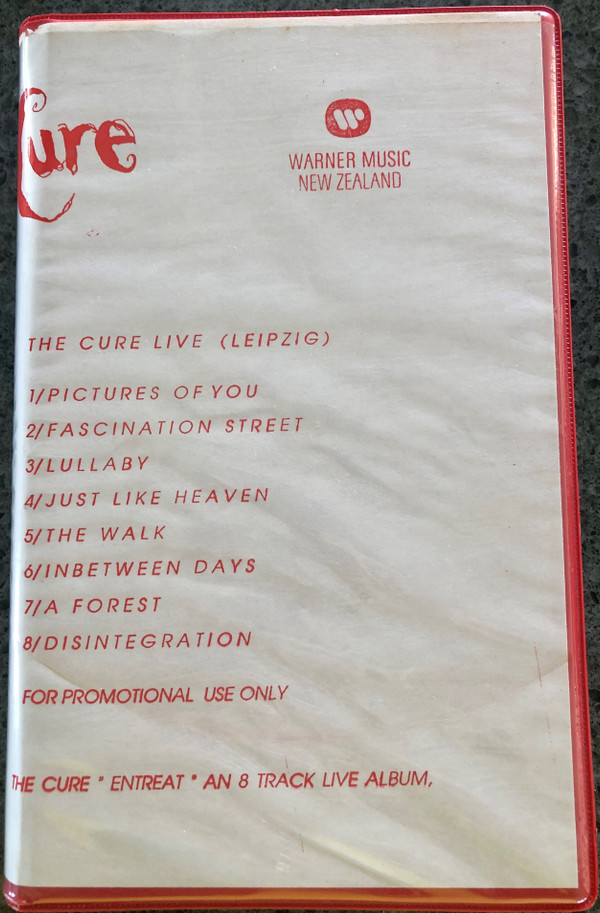 Cure
WARNER MUSIC
NEW ZEALAND
THE CURE LIVE (LEIPZIG)
1/PICTURES OF YOU
2/FASCINATION STREET
3/LULLABY
4/JUST LIKE HEAVEN
5/THE WALK
6/INBETWEEN DAYS
7/A FOREST
8/DISINTEGRATION
FOR PROMOTIONAL USE ONLY
THE CURE " ENTREAT " AN 8 TRACK LIVE ALBUM,